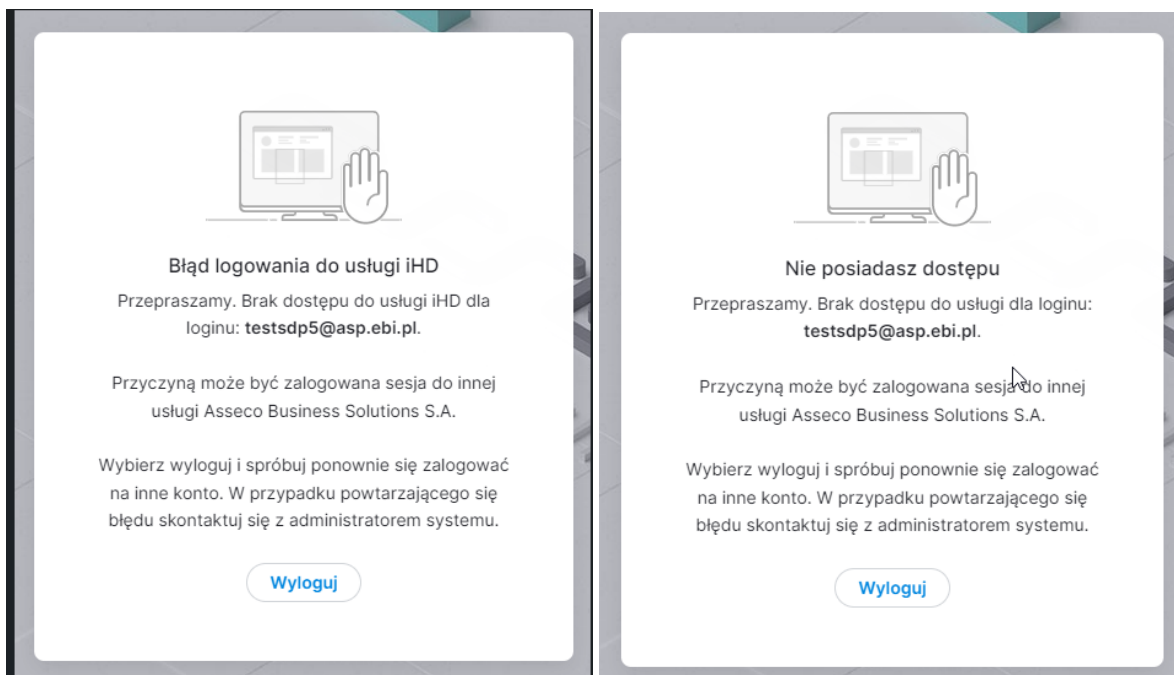 Błąd logowania do usługi iHD
Przepraszamy. Brak dostępu do usługi iHD dla
loginu: testsdp5@asp.ebi.pl.
Przyczyną może być zalogowana sesja do innej
usługi Asseco Business Solutions S.A.
Wybierz wyloguj i spróbuj ponownie się zalogować
na inne konto. W przypadku powtarzającego się
błędu skontaktuj się z administratorem systemu.
Wyloguj
Nie posiadasz dostępu
Przepraszamy. Brak dostępu do usługi dla loginu:
testsdp5@asp.ebi.pl.
Przyczyną może być zalogowana sesja do innej
usługi Asseco Business Solutions S.A.
Wybierz wyloguj i spróbuj ponownie się zalogować
na inne konto. W przypadku powtarzającego się
błędu skontaktuj się z administratorem systemu.
Wyloguj